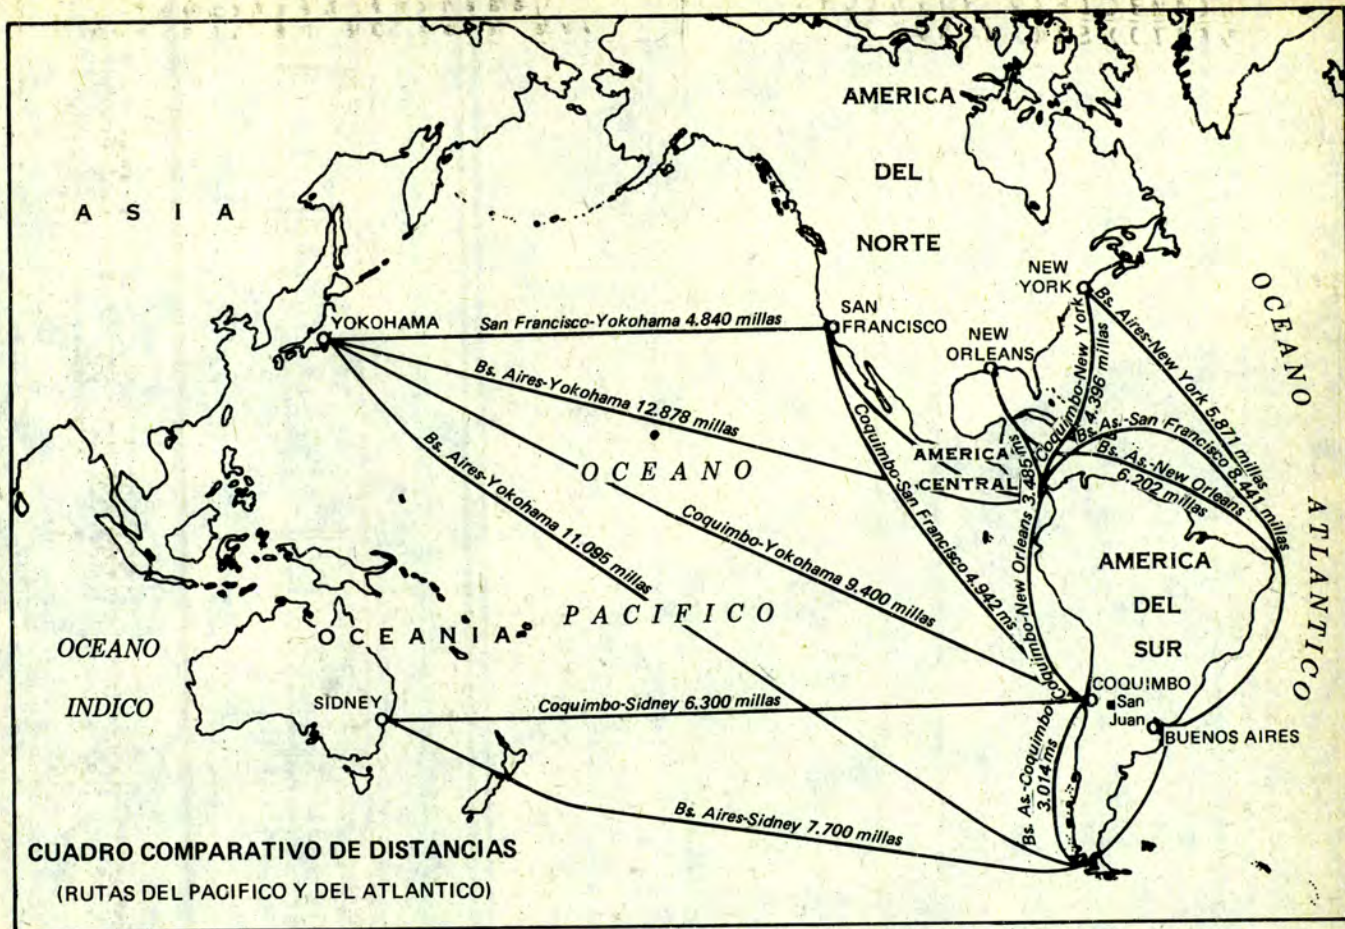 AMERICA
DEL
NORTE
ASIA
NEW
YORK
OCEANO
ATLANTICO
SAN
FRANCISCO
YOKOHAMA
San Francisco-Yokohama 4.840 millas
NEW
ORLEANS
Bs. Aires-New York 5.871 millas
Coquimbo-New York
4.396 millas
Bs. Aires-Yokohama 12.878 millas
Bs. As.-San Francisco 8.441 millas
Bs. As.-New Orleans
6.202 millas
Coquimbo-San Francisco 4.942 ms
AMERICA
CENTRAL
Coquimbo-New Orleans 3.485 ms
Bs. Aires-Yokohama 11.095 millas
OCEANO
PACIFICO
Coquimbo-Yokohama 9.400 millas
AMERICA
DEL
SUR
OCEANIA
OCEANO
INDICO
SIDNEY
Coquimbo-Sidney 6.300 millas
COQUIMBO
San
Juan
BUENOS AIRES
Bs. As.-Coquimbo
3.014 ms
Bs. Aires-Sidney 7.700 millas
CUADRO COMPARATIVO DE DISTANCIAS
(RUTAS DEL PACIFICO Y DEL ATLANTICO)